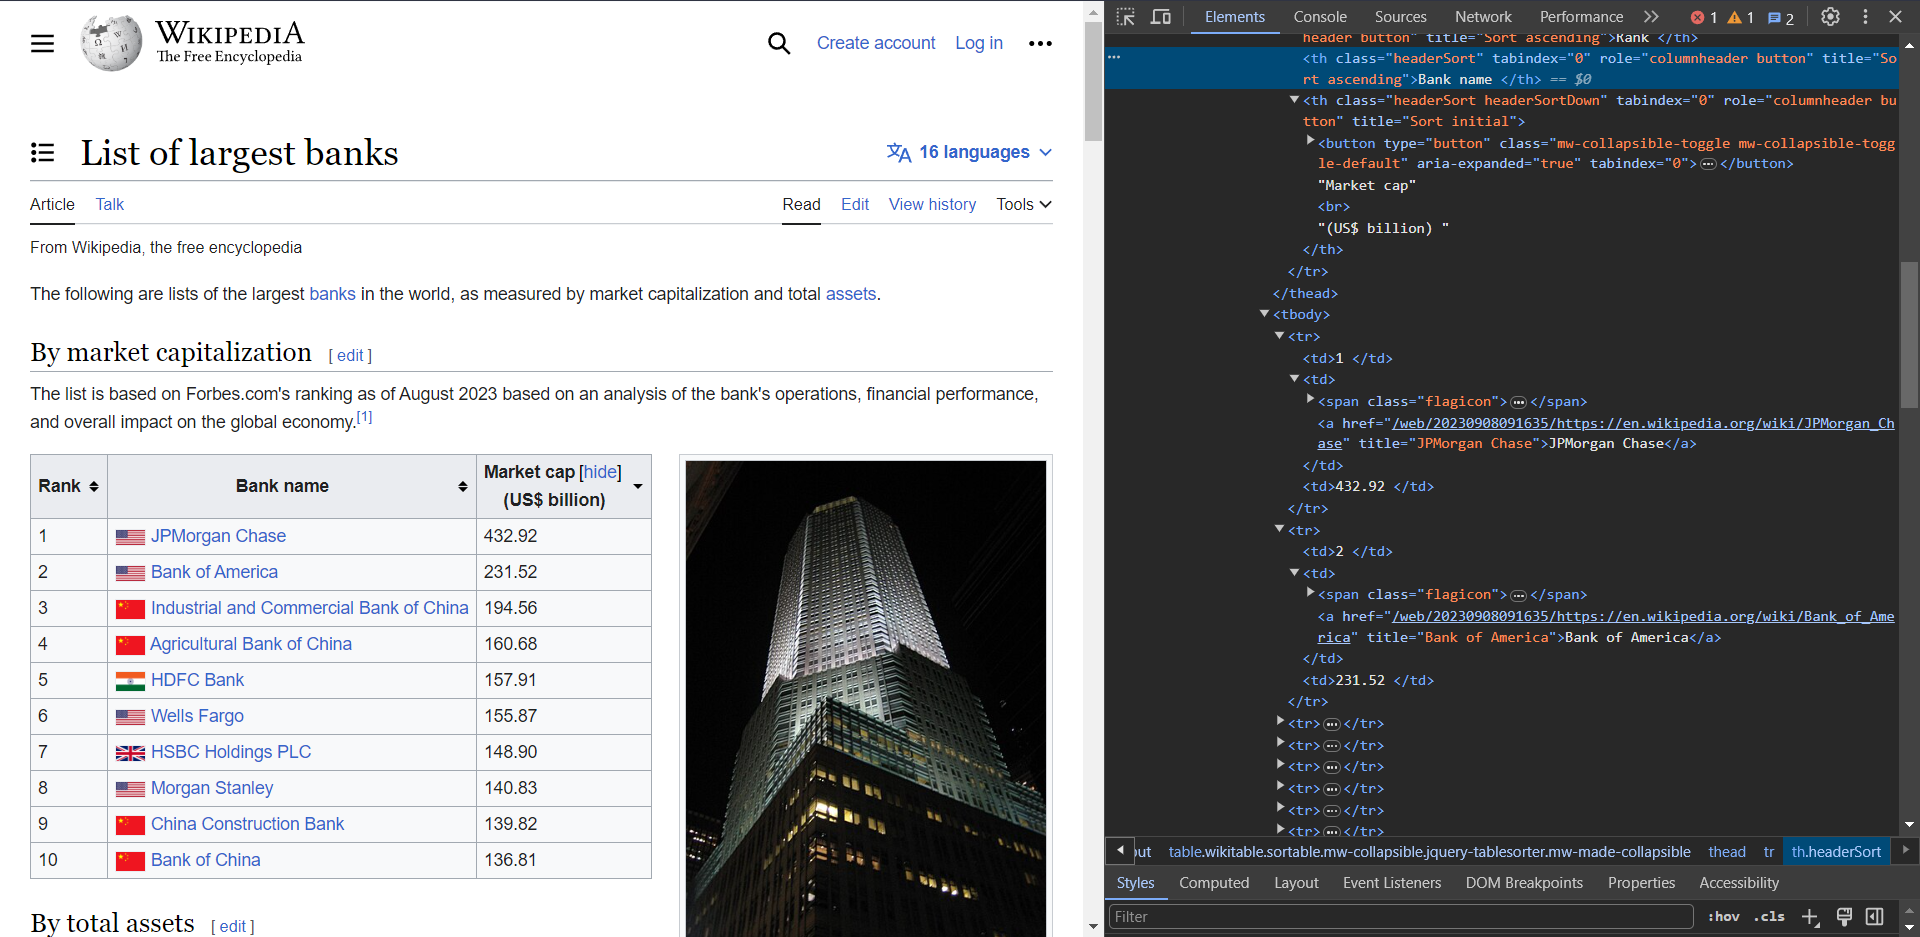 WIKIPEDIA
The Free Encyclopedia
Create account
Log in
List of largest banks
16 languages
Article
Talk
Read
Edit
View history
Tools
From Wikipedia, the free encyclopedia
The following are lists of the largest banks in the world, as measured by market capitalization and total assets.
By market capitalization [ edit ]
The list is based on Forbes.com's ranking as of August 2023 based on an analysis of the bank's operations, financial performance,
and overall impact on the global economy.[1]
Rank
Bank name
Market cap [hide]
(US$ billion)
1 JPMorgan Chase 432.92
2 Bank of America 231.52
3 Industrial and Commercial Bank of China 194.56
4 Agricultural Bank of China 160.68
5 HDFC Bank 157.91
6 Wells Fargo 155.87
7 HSBC Holdings PLC 148.90
8 Morgan Stanley 140.83
9 China Construction Bank 139.82
10 Bank of China 136.81
By total assets [ edit ]
Elements Console Sources Network Performance 1 1 2
header button" title="Sort ascending">Rank </th>
<th class="headerSort" tabindex="0" role="columnheader button" title="So
rt ascending">Bank name </th> == $0
<th class="headerSort headerSortDown" tabindex="0" role="columnheader bu
tton" title="Sort initial">
<button type="button" class="mw-collapsible-toggle mw-collapsible-togg
le-default" aria-expanded="true" tabindex="0">…</button>
"Market cap"
<br>
"(US$ billion) "
</th>
</tr>
</thead>
<tbody>
<tr>
<td>1 </td>
<td>
<span class="flagicon">…</span>
<a href="/web/20230908091635/https://en.wikipedia.org/wiki/JPMorgan_Ch
ase" title="JPMorgan Chase">JPMorgan Chase</a>
</td>
<td>432.92 </td>
</tr>
<tr>
<td>2 </td>
<td>
<span class="flagicon">…</span>
<a href="/web/20230908091635/https://en.wikipedia.org/wiki/Bank_of_Ame
rica" title="Bank of America">Bank of America</a>
</td>
<td>231.52 </td>
</tr>
<tr>…</tr>
<tr>…</tr>
<tr>…</tr>
<tr>…</tr>
<tr>…</tr>
<tr>…</tr>
out table.wikitable.sortable.mw-collapsible.jquery-tablesorter.mw-made-collapsible thead tr th.headerSort
Styles Computed Layout Event Listeners DOM Breakpoints Properties Accessibility
Filter :hov .cls